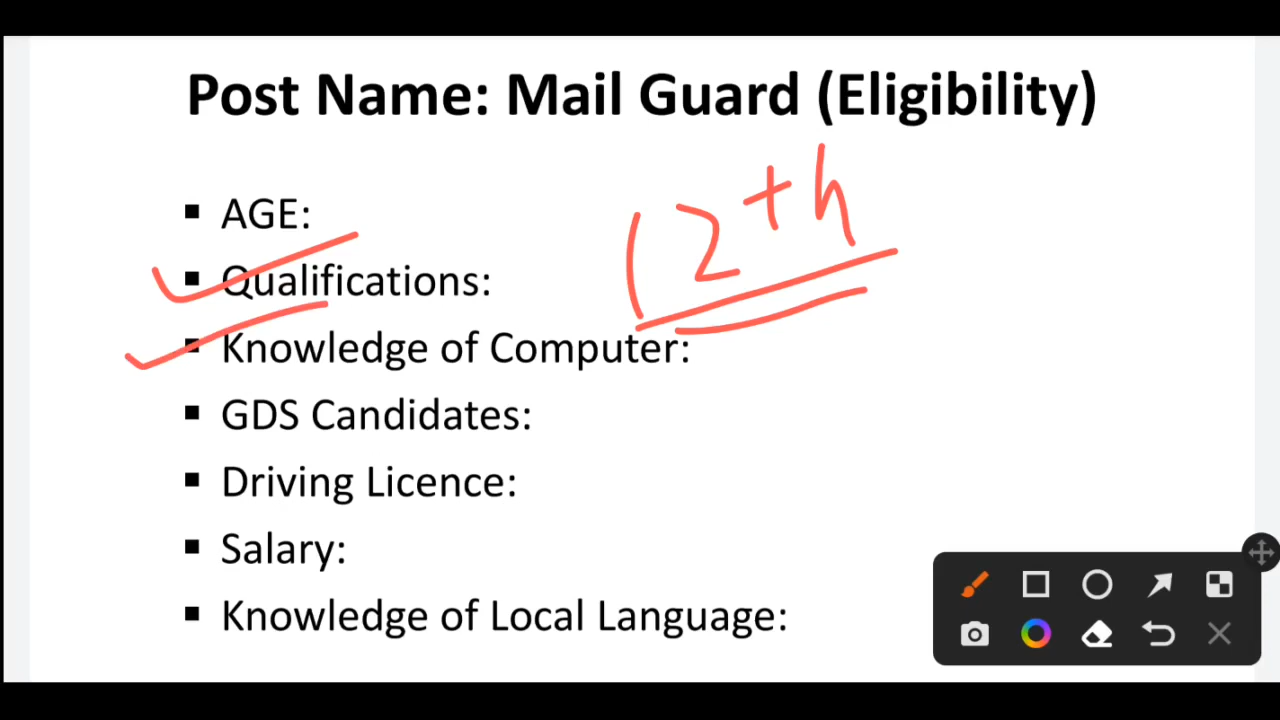 Post Name: Mail Guard (Eligibility)
▪ AGE:
12th
▪ Qualifications:
▪ Knowledge of Computer:
▪ GDS Candidates:
▪ Driving Licence:
▪ Salary:
▪ Knowledge of Local Language: